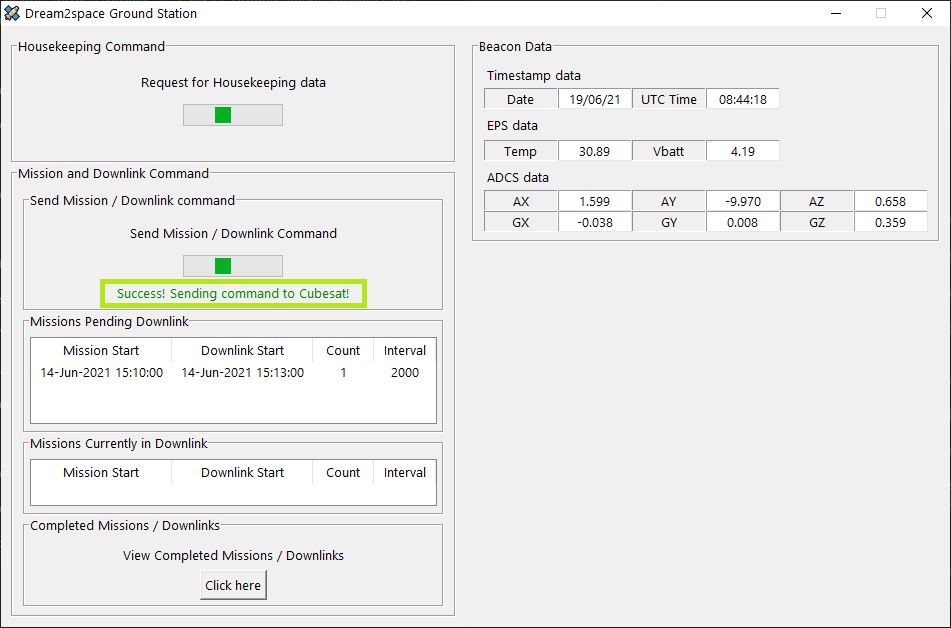 Dream2space Ground Station
Housekeeping Command
Request for Housekeeping data
Mission and Downlink Command
Send Mission / Downlink command
Send Mission / Downlink Command
Success! Sending command to Cubesat!
Missions Pending Downlink
Mission Start Downlink Start Count Interval
14-Jun-2021 15:10:00 14-Jun-2021 15:13:00 1 2000
Missions Currently in Downlink
Mission Start Downlink Start Count Interval
Completed Missions / Downlinks
View Completed Missions / Downlinks
Click here
Beacon Data
Timestamp data
Date 19/06/21 UTC Time 08:44:18
EPS data
Temp 30.89 Vbatt 4.19
ADCS data
AX 1.599 AY -9.970 AZ 0.658
GX -0.038 GY 0.008 GZ 0.359